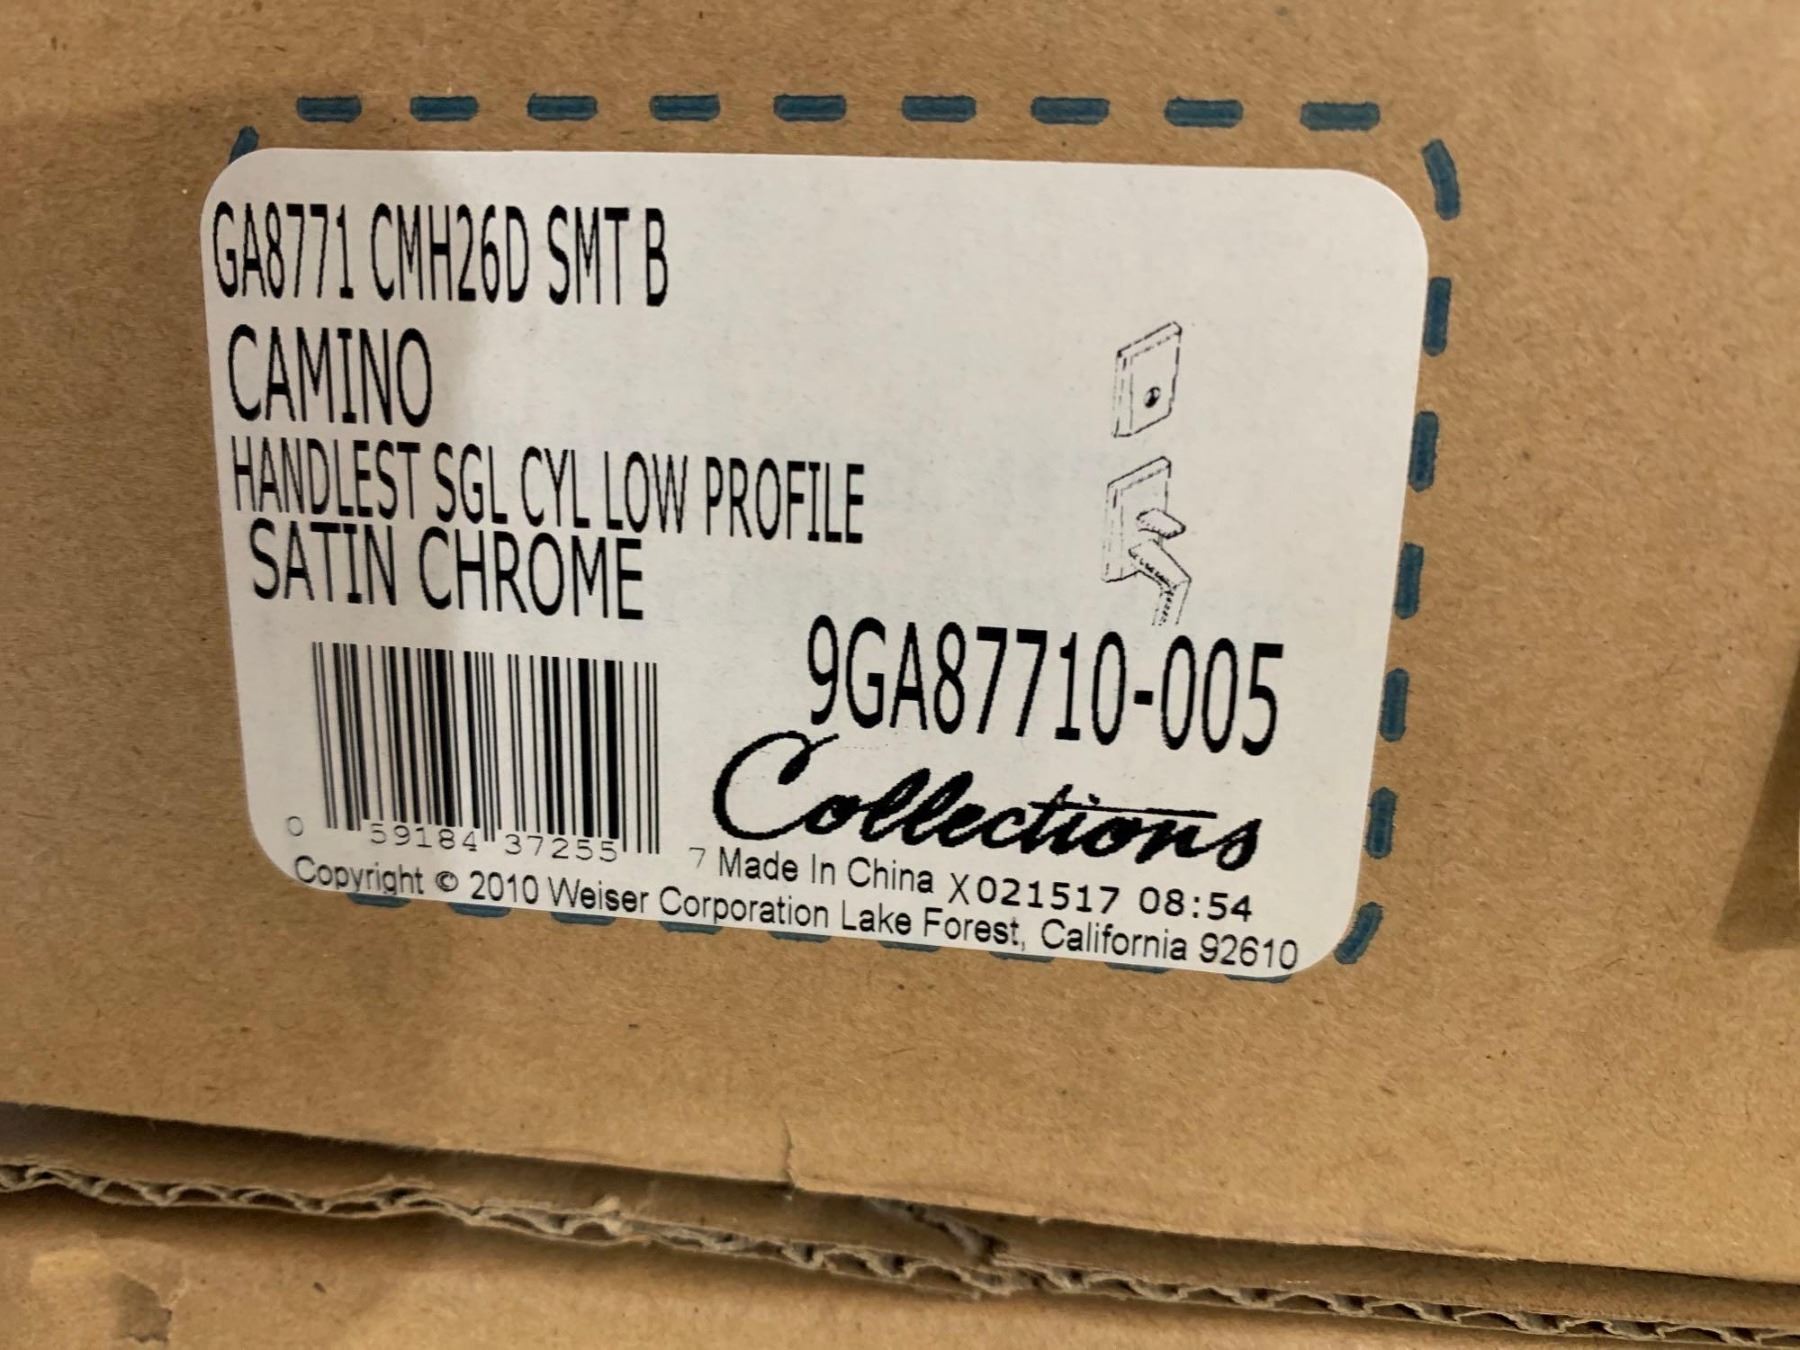 GA8771 CMH26D SMT B
CAMINO
HANDLEST SGL CYL LOW PROFILE
SATIN CHROME
9GA87710-005
Collections
0 59184 37255 7
Made In China X021517 08:54
Copyright © 2010 Weiser Corporation Lake Forest, California 92610